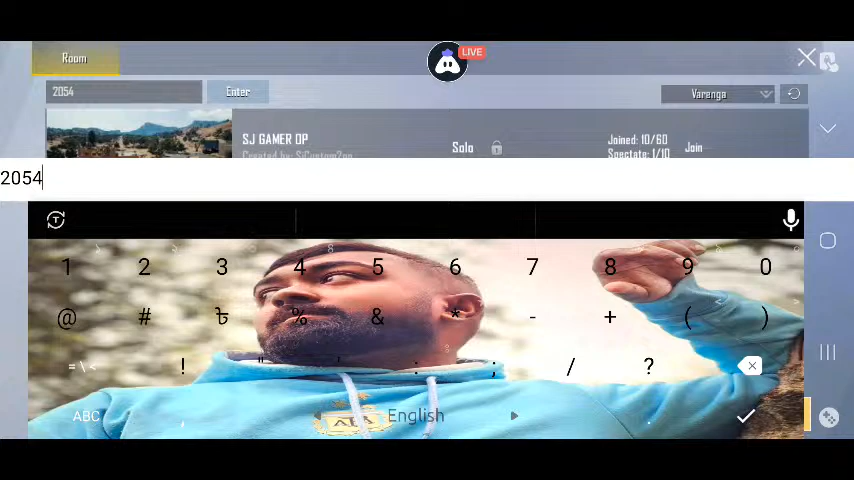 Room
LIVE
2054
Enter
Varenga
SJ GAMER OP
Solo
Joined: 10/60
Spectate: 1/10
Join
2054
1 2 3 4 5 6 7 8 9 0
@ # ৳ % & * - + ( )
= \ < ! " ' : ; / ?
ABC , English .
AFA